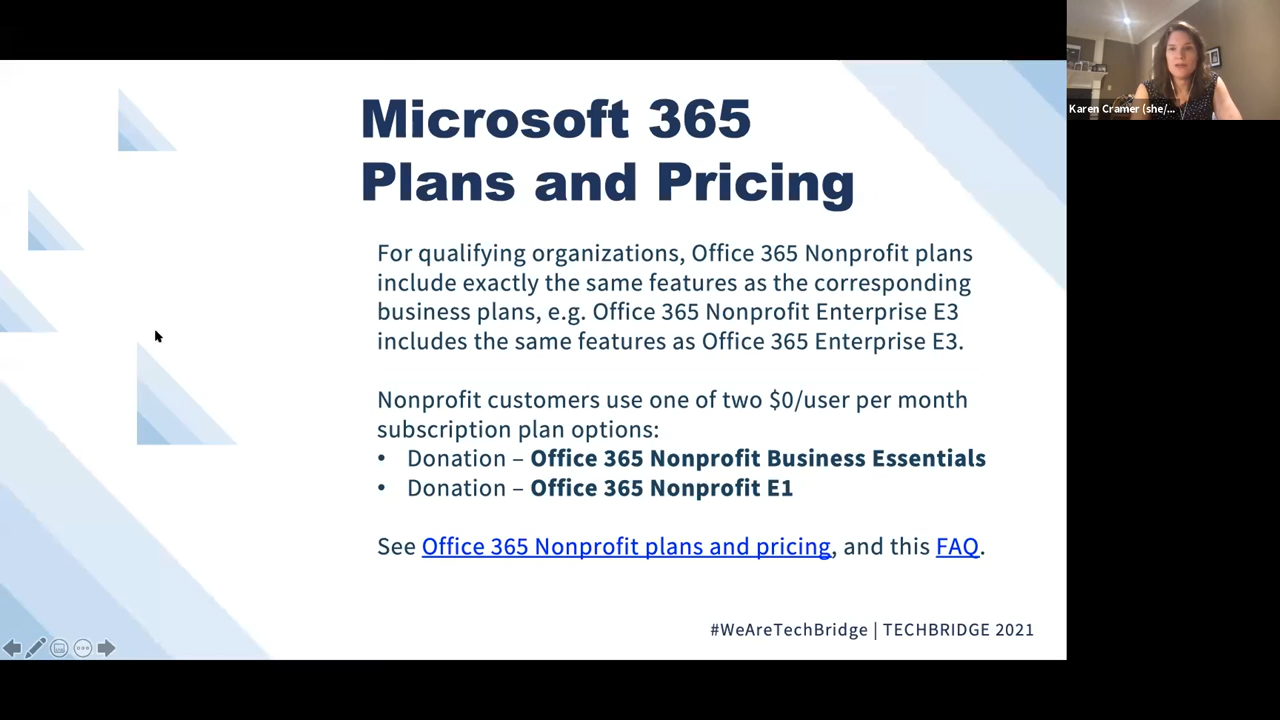 Microsoft 365
Plans and Pricing
For qualifying organizations, Office 365 Nonprofit plans
include exactly the same features as the corresponding
business plans, e.g. Office 365 Nonprofit Enterprise E3
includes the same features as Office 365 Enterprise E3.
Nonprofit customers use one of two $0/user per month
subscription plan options:
• Donation – Office 365 Nonprofit Business Essentials
• Donation – Office 365 Nonprofit E1
See Office 365 Nonprofit plans and pricing, and this FAQ.
#WeAreTechBridge | TECHBRIDGE 2021
Karen Cramer (she/...